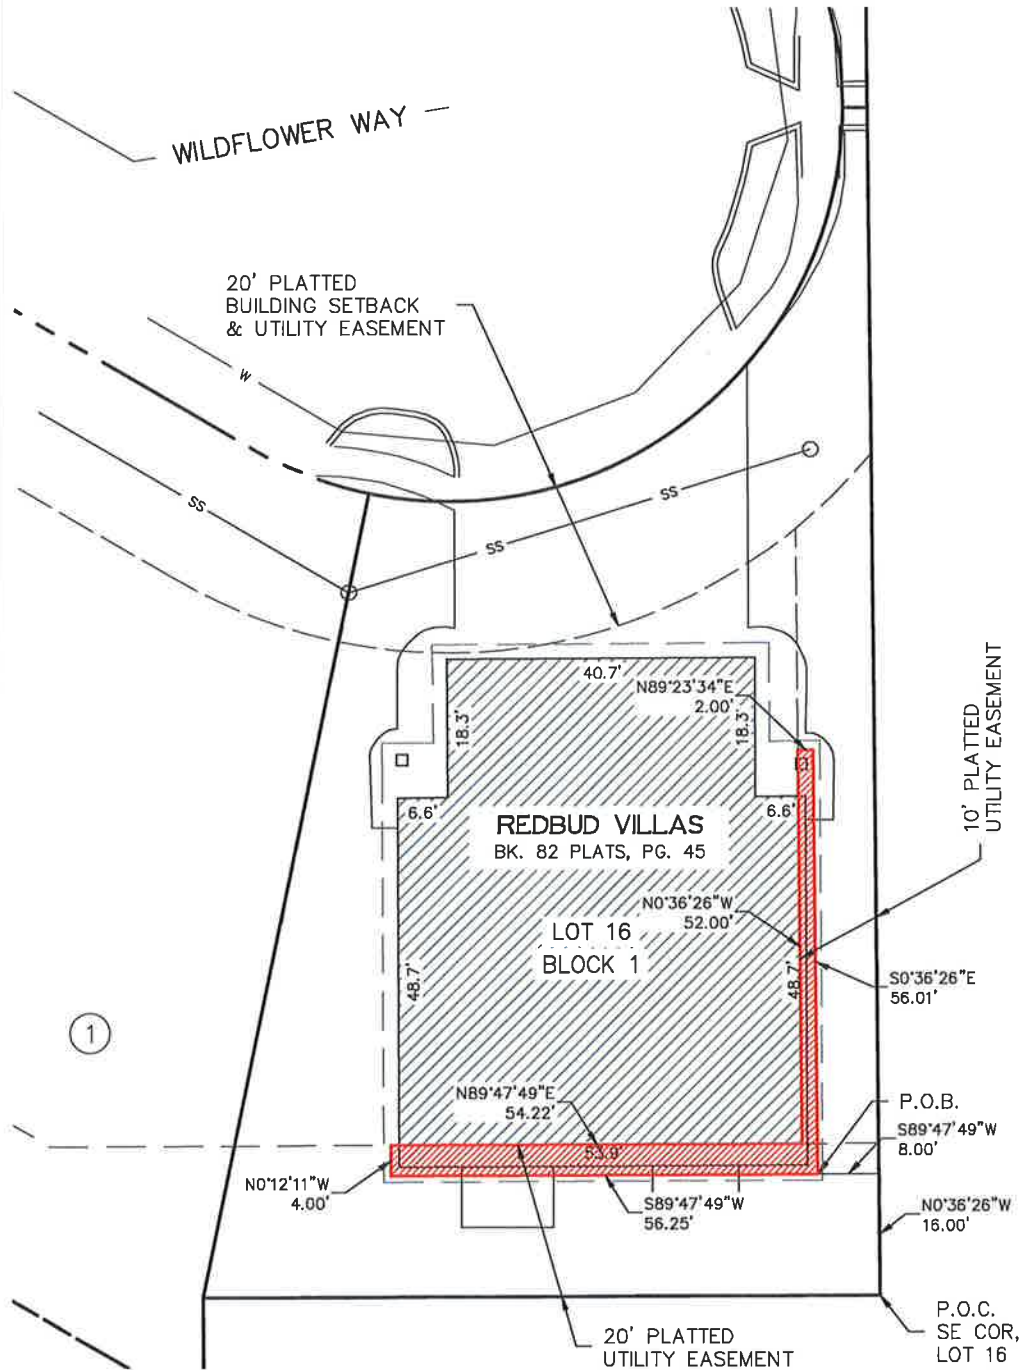 WILDFLOWER WAY
20' PLATTED
BUILDING SETBACK
& UTILITY EASEMENT
W
SS
SS
SS
40.7'
N89°23'34"E
2.00'
18.3'
18.3'
10' PLATTED
UTILITY EASEMENT
6.6'
6.6'
REDBUD VILLAS
BK. 82 PLATS, PG. 45
N0°36'26"W
52.00'
LOT 16
BLOCK 1
48.7'
48.7'
S0°36'26"E
56.01'
1
N89°47'49"E
54.22'
P.O.B.
S89°47'49"W
8.00'
53.9'
N0°12'11"W
4.00'
S89°47'49"W
56.25'
N0°36'26"W
16.00'
P.O.C.
SE COR,
LOT 16
20' PLATTED
UTILITY EASEMENT